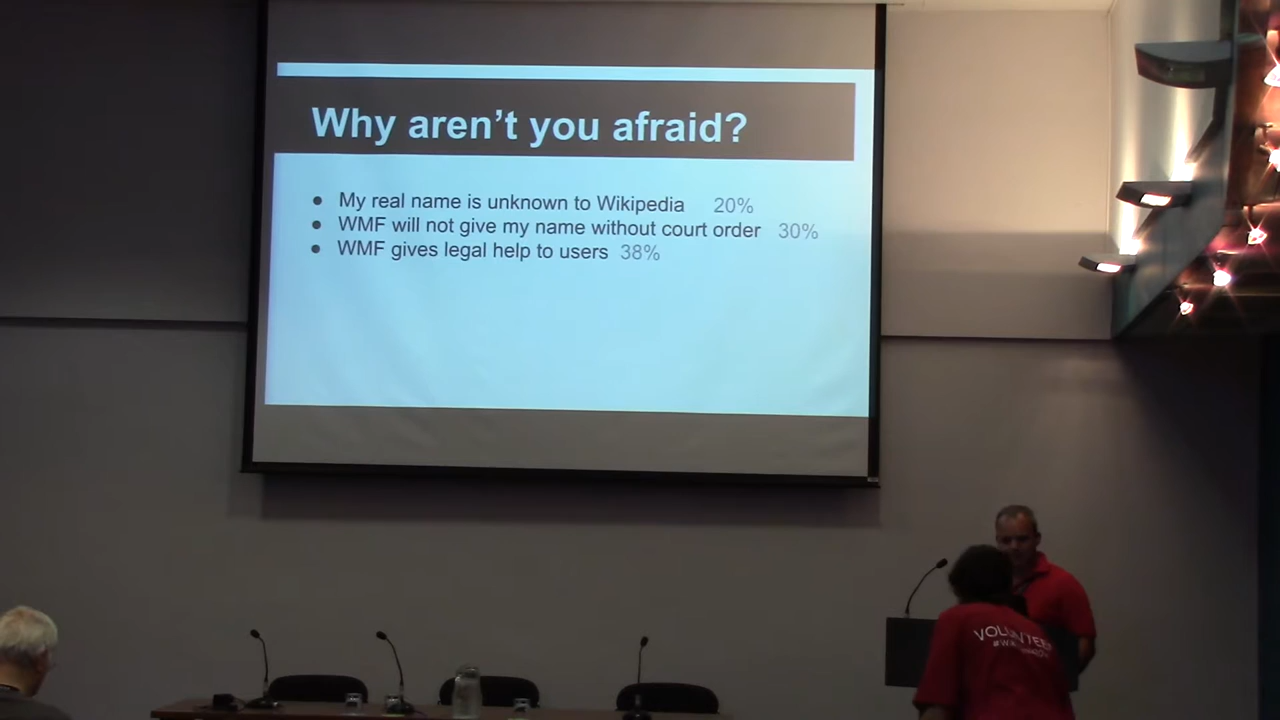 Why aren't you afraid?
● My real name is unknown to Wikipedia 20%
● WMF will not give my name without court order 30%
● WMF gives legal help to users 38%
VOLUNTEER